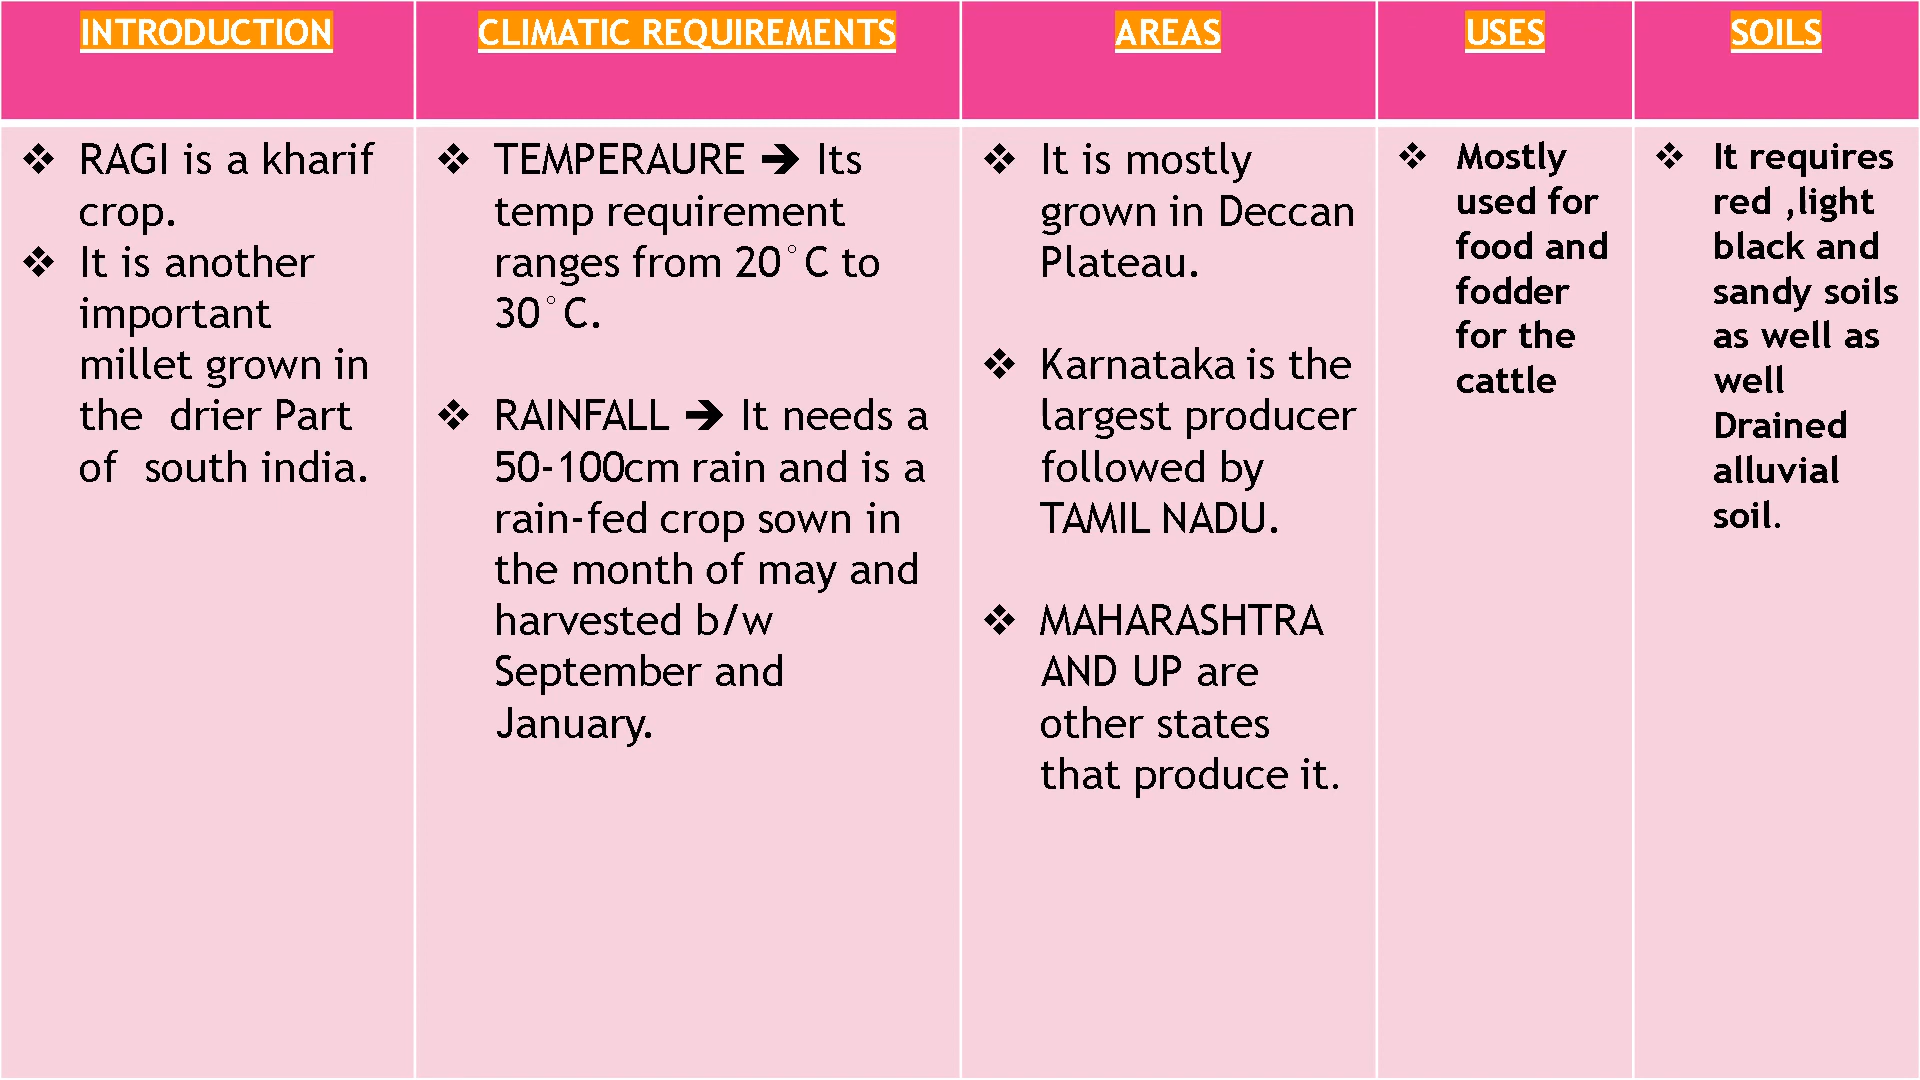 INTRODUCTION
CLIMATIC REQUIREMENTS
AREAS
USES
SOILS
❖ RAGI is a kharif
crop.
❖ It is another
important
millet grown in
the drier Part
of south india.
❖ TEMPERAURE ➔ Its
temp requirement
ranges from 20°C to
30°C.
❖ RAINFALL ➔ It needs a
50-100cm rain and is a
rain-fed crop sown in
the month of may and
harvested b/w
September and
January.
❖ It is mostly
grown in Deccan
Plateau.
❖ Karnataka is the
largest producer
followed by
TAMIL NADU.
❖ MAHARASHTRA
AND UP are
other states
that produce it.
❖ Mostly
used for
food and
fodder
for the
cattle
❖ It requires
red ,light
black and
sandy soils
as well as
well
Drained
alluvial
soil.